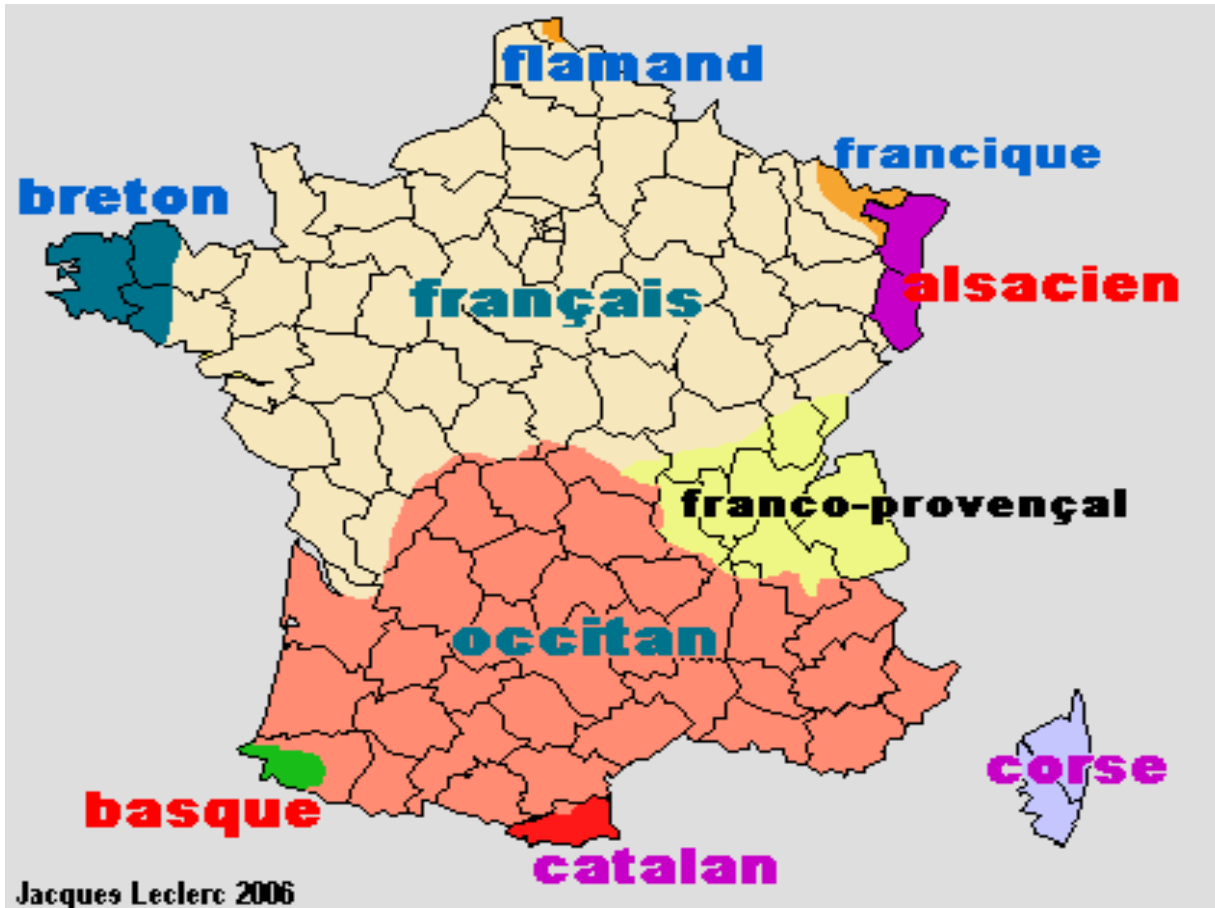 flamand
francique
breton
alsacien
français
franco-provençal
occitan
corse
basque
catalan
Jacques Leclerc 2006